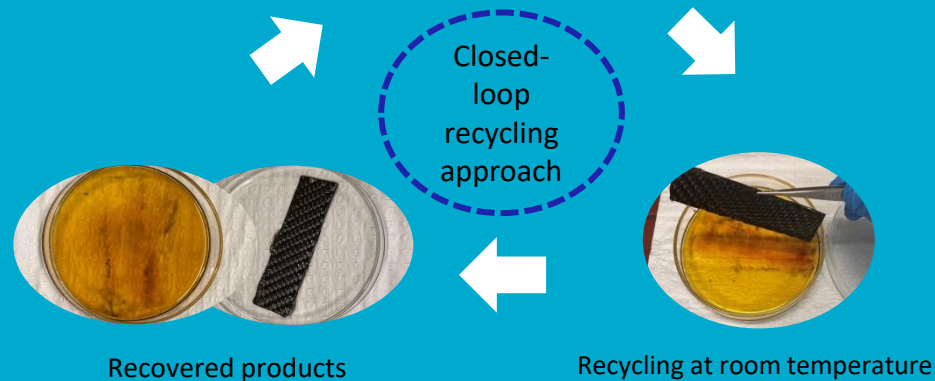 Closed-
loop
recycling
approach
Recovered products
Recycling at room temperature